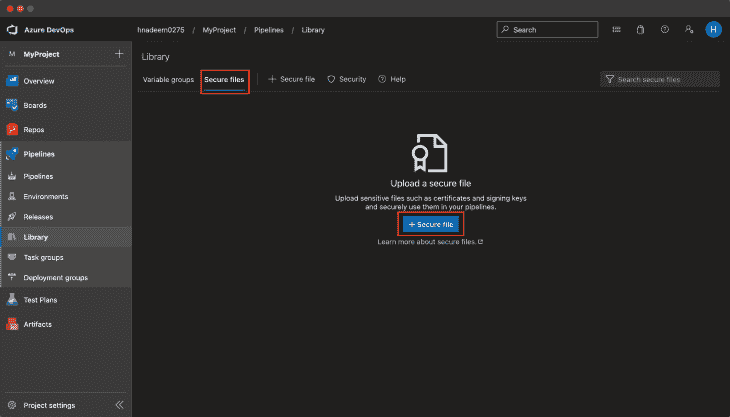 Azure DevOps
hnadeem0275 / MyProject / Pipelines / Library
Search
H
M MyProject
Library
Variable groups Secure files Secure file Security Help
Search secure files
Overview
Boards
Repos
Pipelines
Pipelines
Environments
Releases
Library
Task groups
Deployment groups
Test Plans
Artifacts
Upload a secure file
Upload sensitive files such as certificates and signing keys
and securely use them in your pipelines.
+ Secure file
Learn more about secure files.
Project settings